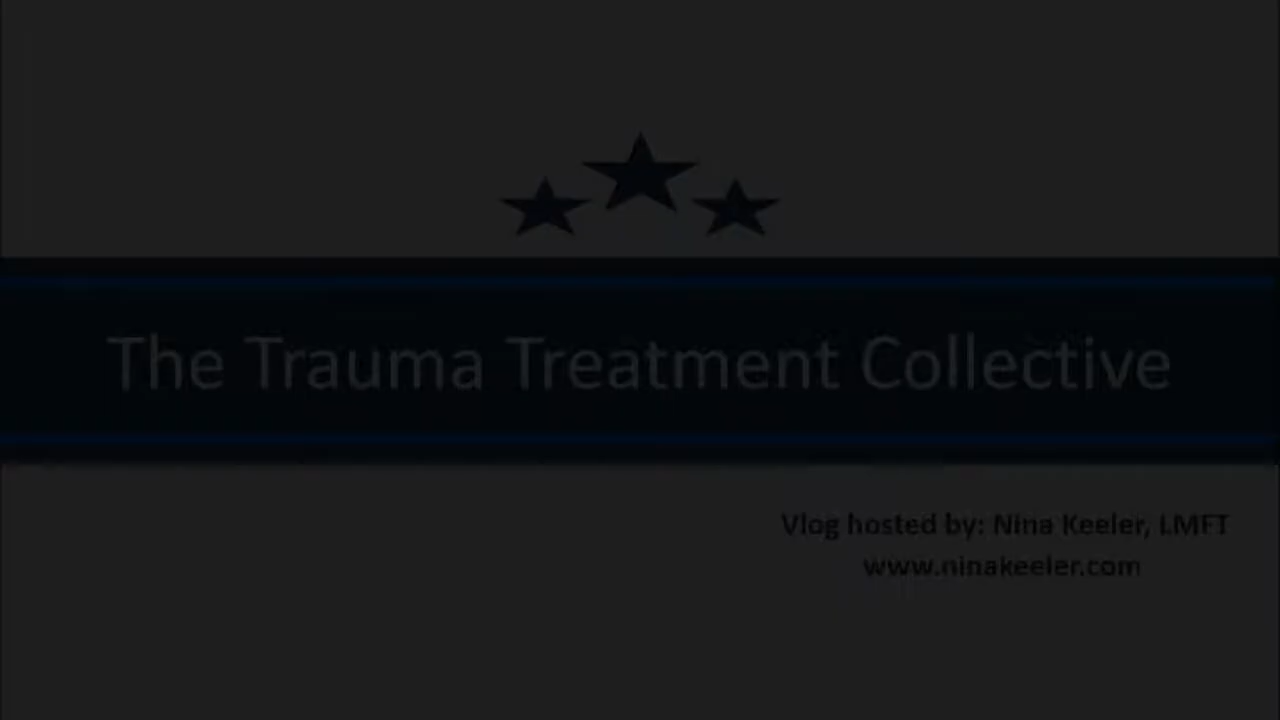 The Trauma Treatment Collective
Vlog hosted by: Nina Keeler, LMFT
www.ninakeeler.com